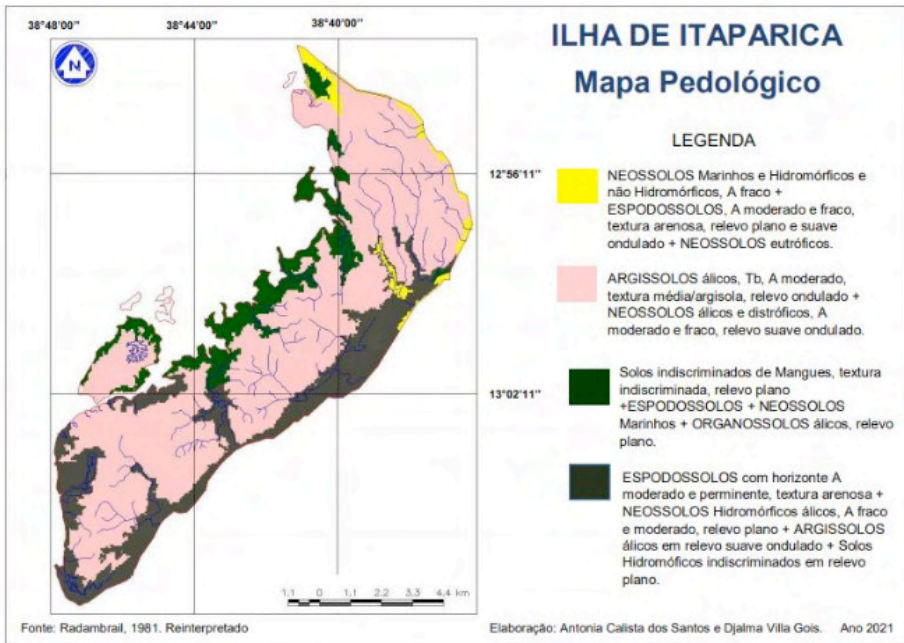 38°48'00" 38°44'00" 38°40'00"
ILHA DE ITAPARICA
Mapa Pedológico
N
LEGENDA
12°56'11"
NEOSSOLOS Marinhos e Hidromórficos e
não Hidromórficos, A fraco +
ESPODOSSOLOS, A moderado e fraco,
textura arenosa, relevo plano e suave
ondulado + NEOSSOLOS eutróficos.
ARGISSOLOS álicos, Tb, A moderado,
textura média/argisola, relevo ondulado +
NEOSSOLOS álicos e distróficos, A
moderado e fraco, relevo suave ondulado.
13°02'11"
Solos indiscriminados de Mangues, textura
indiscriminada, relevo plano
+ESPODOSSOLOS + NEOSSOLOS
Marinhos + ORGANOSSOLOS álicos, relevo
plano.
ESPODOSSOLOS com horizonte A
moderado e perminente, textura arenosa +
NEOSSOLOS Hidromórficos álicos, A fraco
e moderado, relevo plano + ARGISSOLOS
álicos em relevo suave ondulado + Solos
Hidromóficos indiscriminados em relevo
plano.
1.1 0 1.1 2.2 3.3 4.4 km
Fonte: Radambrail, 1981. Reinterpretado
Elaboração: Antonia Calista dos Santos e Djalma Villa Gois. Ano 2021